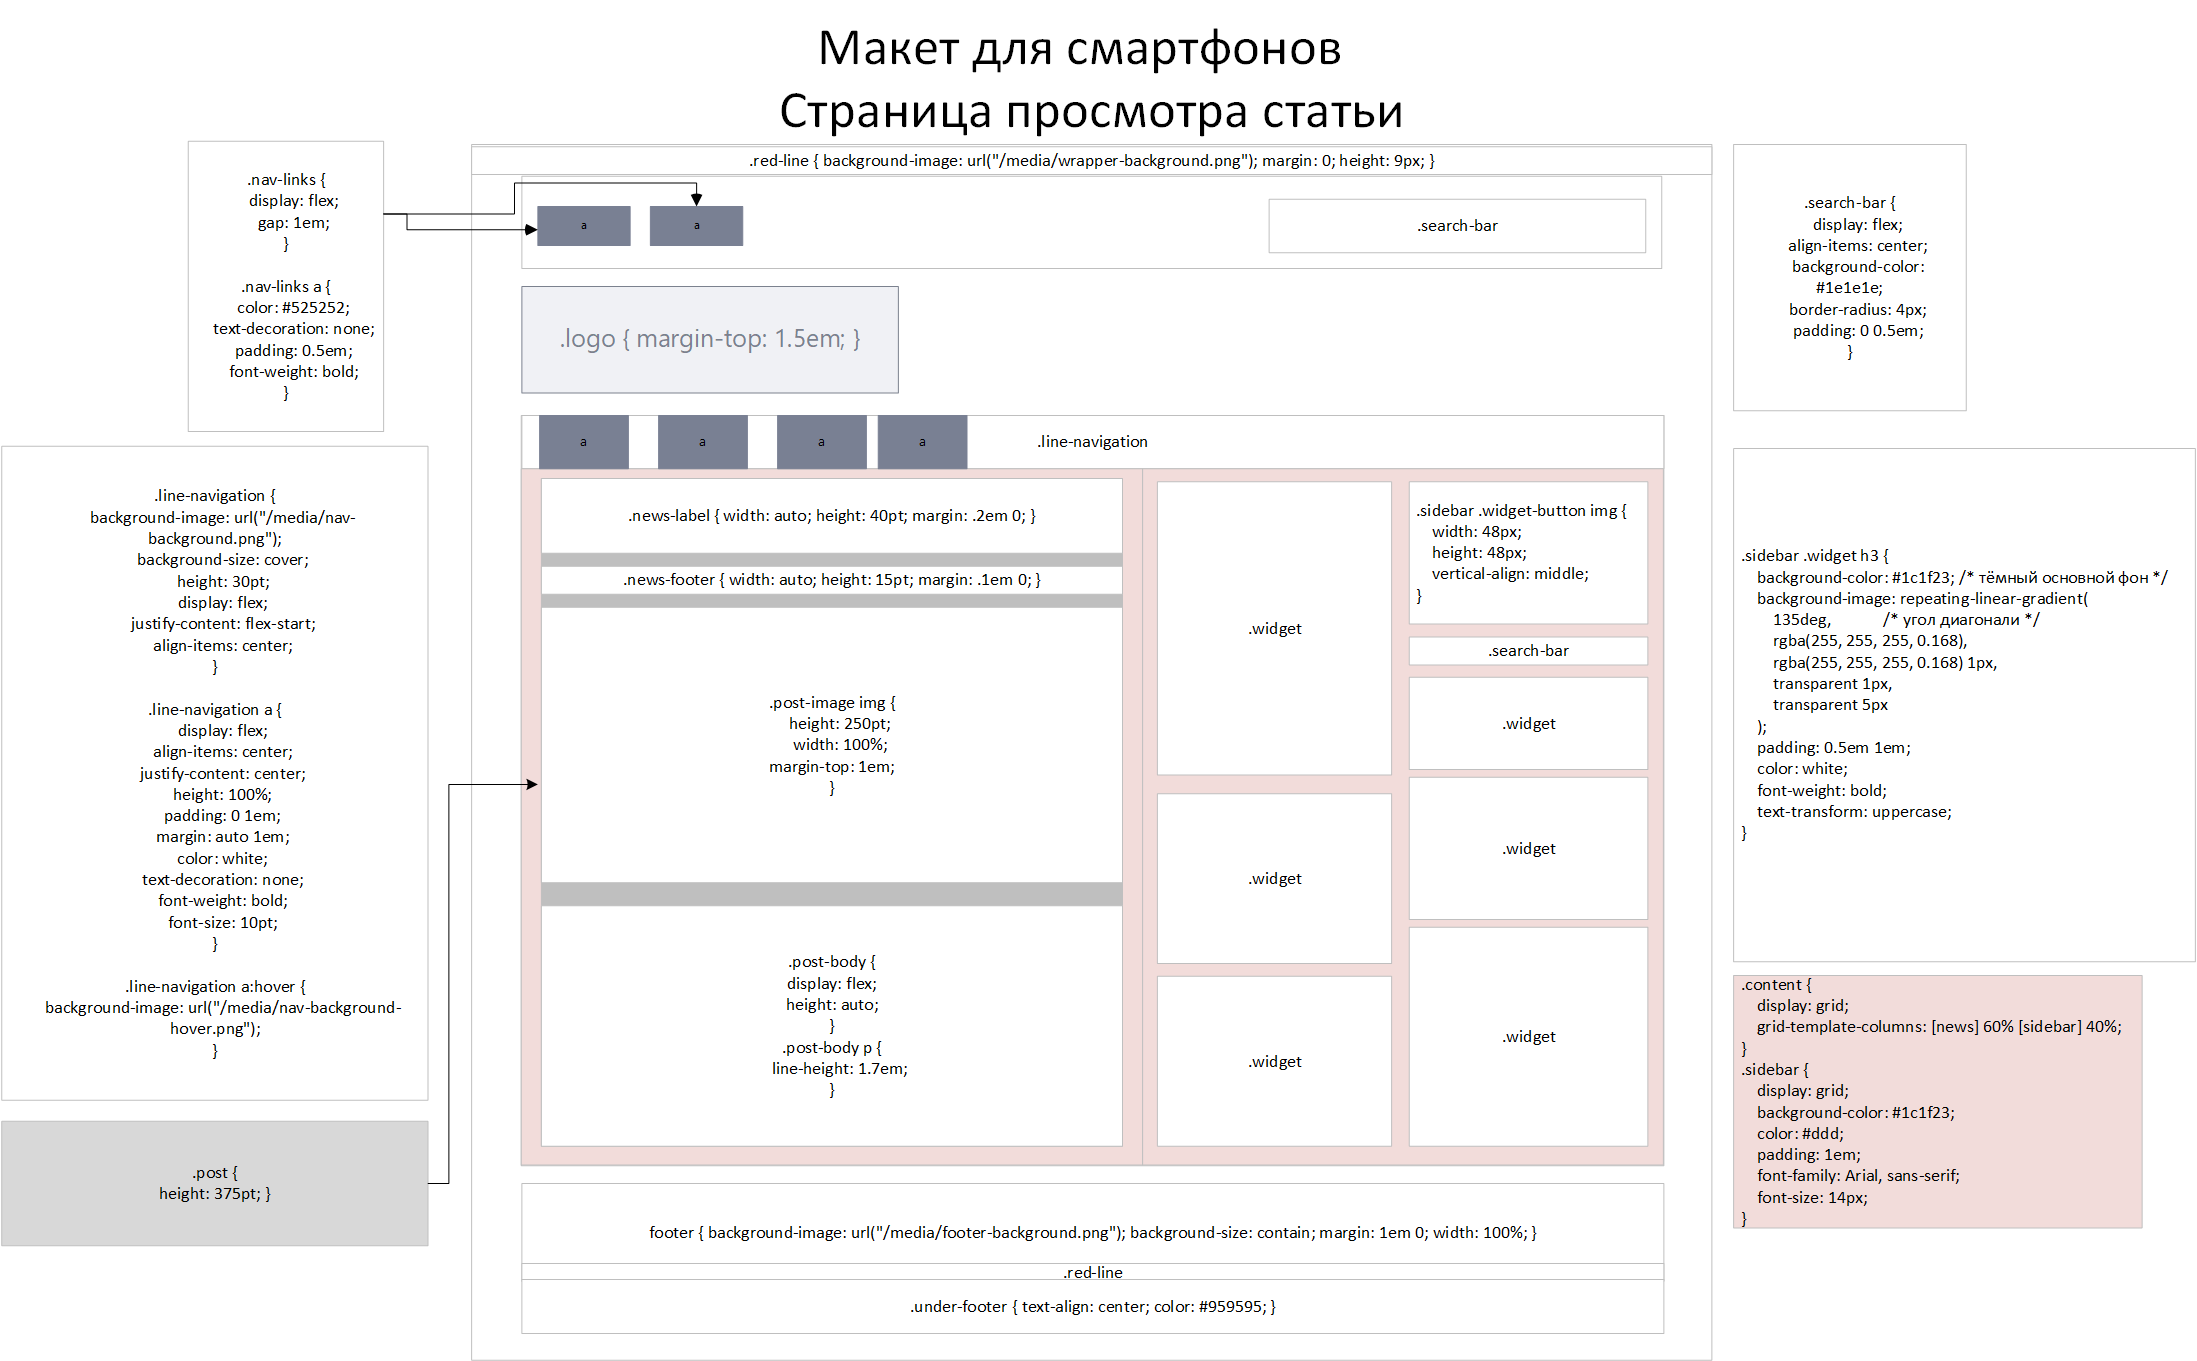 Макет для смартфонов
Страница просмотра статьи
.red-line { background-image: url("/media/wrapper-background.png"); margin: 0; height: 9px; }
.nav-links {
display: flex;
gap: 1em;
}
.nav-links a {
color: #525252;
text-decoration: none;
padding: 0.5em;
font-weight: bold;
}
a
a
.search-bar
.search-bar {
display: flex;
align-items: center;
background-color:
#1e1e1e;
border-radius: 4px;
padding: 0 0.5em;
}
.logo { margin-top: 1.5em; }
a
a
a
a
.line-navigation
.line-navigation {
background-image: url("/media/nav-
background.png");
background-size: cover;
height: 30pt;
display: flex;
justify-content: flex-start;
align-items: center;
}
.line-navigation a {
display: flex;
align-items: center;
justify-content: center;
height: 100%;
padding: 0 1em;
margin: auto 1em;
color: white;
text-decoration: none;
font-weight: bold;
font-size: 10pt;
}
.line-navigation a:hover {
background-image: url("/media/nav-background-
hover.png");
}
.post {
height: 375pt; }
.news-label { width: auto; height: 40pt; margin: .2em 0; }
.news-footer { width: auto; height: 15pt; margin: .1em 0; }
.post-image img {
height: 250pt;
width: 100%;
margin-top: 1em;
}
.post-body {
display: flex;
height: auto;
}
.post-body p {
line-height: 1.7em;
}
.widget
.widget
.widget
.sidebar .widget-button img {
width: 48px;
height: 48px;
vertical-align: middle;
}
.search-bar
.widget
.widget
.widget
.sidebar .widget h3 {
background-color: #1c1f23; /* тёмный основной фон */
background-image: repeating-linear-gradient(
135deg, /* угол диагонали */
rgba(255, 255, 255, 0.168),
rgba(255, 255, 255, 0.168) 1px,
transparent 1px,
transparent 5px
);
padding: 0.5em 1em;
color: white;
font-weight: bold;
text-transform: uppercase;
}
.content {
display: grid;
grid-template-columns: [news] 60% [sidebar] 40%;
}
.sidebar {
display: grid;
background-color: #1c1f23;
color: #ddd;
padding: 1em;
font-family: Arial, sans-serif;
font-size: 14px;
}
footer { background-image: url("/media/footer-background.png"); background-size: contain; margin: 1em 0; width: 100%; }
.red-line
.under-footer { text-align: center; color: #959595; }